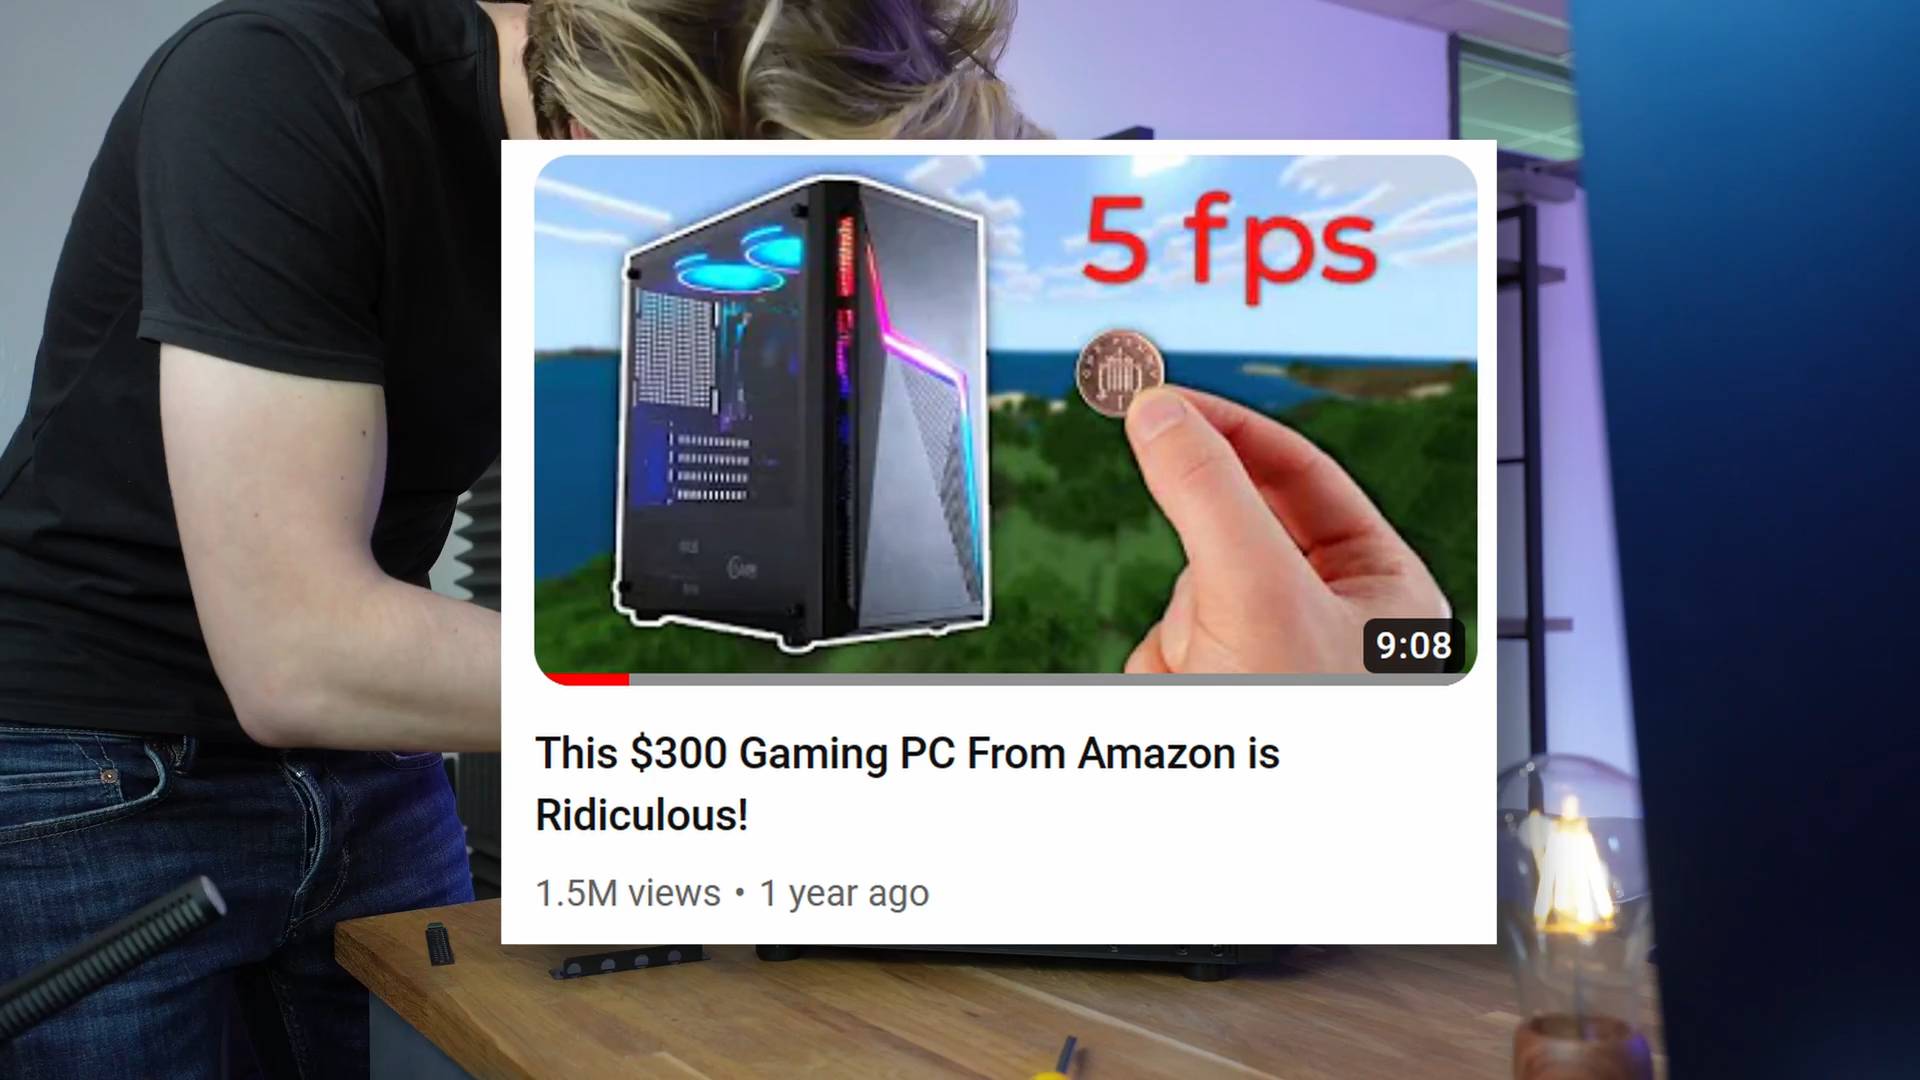 5 fps
9:08
This $300 Gaming PC From Amazon is
Ridiculous!
1.5M views • 1 year ago